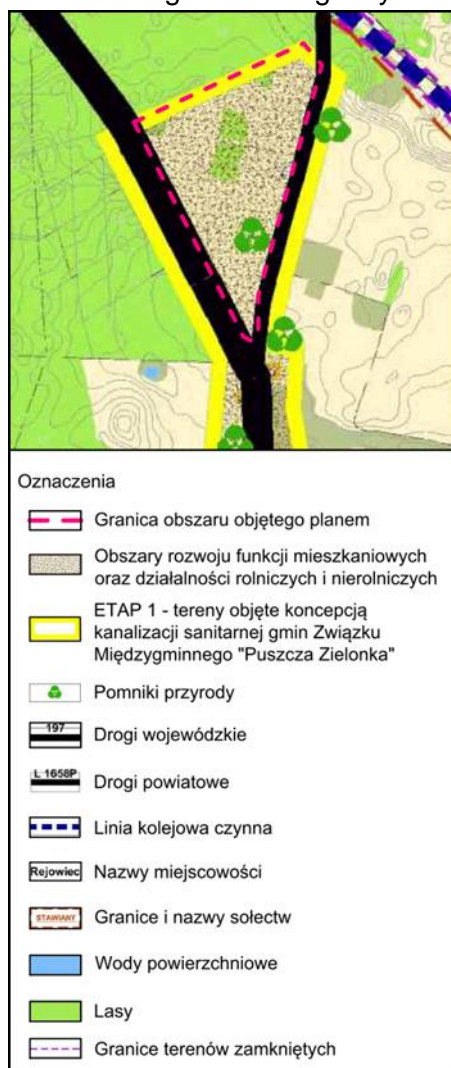 Oznaczenia
Granica obszaru objętego planem
Obszary rozwoju funkcji mieszkaniowych
oraz działalności rolniczych i nierolniczych
ETAP 1 - tereny objęte koncepcją
kanalizacji sanitarnej gmin Związku
Międzygminnego "Puszcza Zielonka"
Pomniki przyrody
197
Drogi wojewódzkie
L 1658P
Drogi powiatowe
Linia kolejowa czynna
Rejowiec Nazwy miejscowości
STAWIANY Granice i nazwy sołectw
Wody powierzchniowe
Lasy
Granice terenów zamkniętych